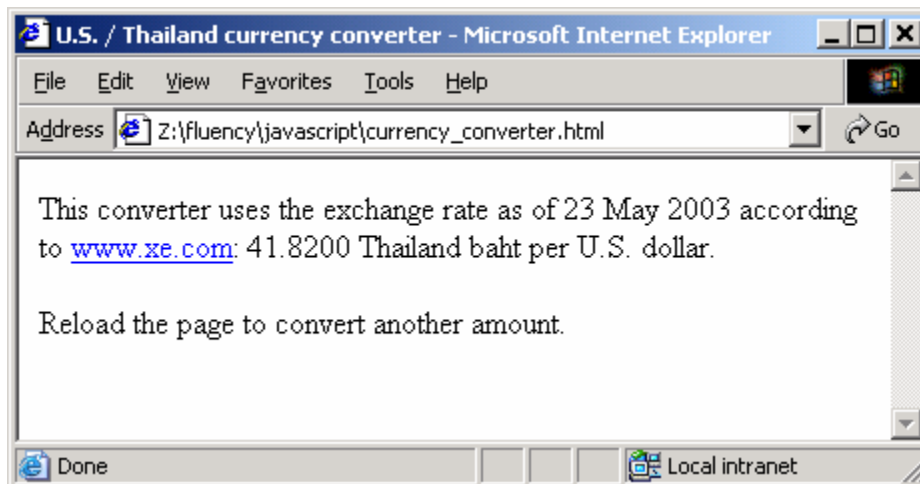 U.S. / Thailand currency converter - Microsoft Internet Explorer
File Edit View Favorites Tools Help
Address Z:\fluency\javascript\currency_converter.html Go
This converter uses the exchange rate as of 23 May 2003 according
to www.xe.com: 41.8200 Thailand baht per U.S. dollar.
Reload the page to convert another amount.
Done Local intranet